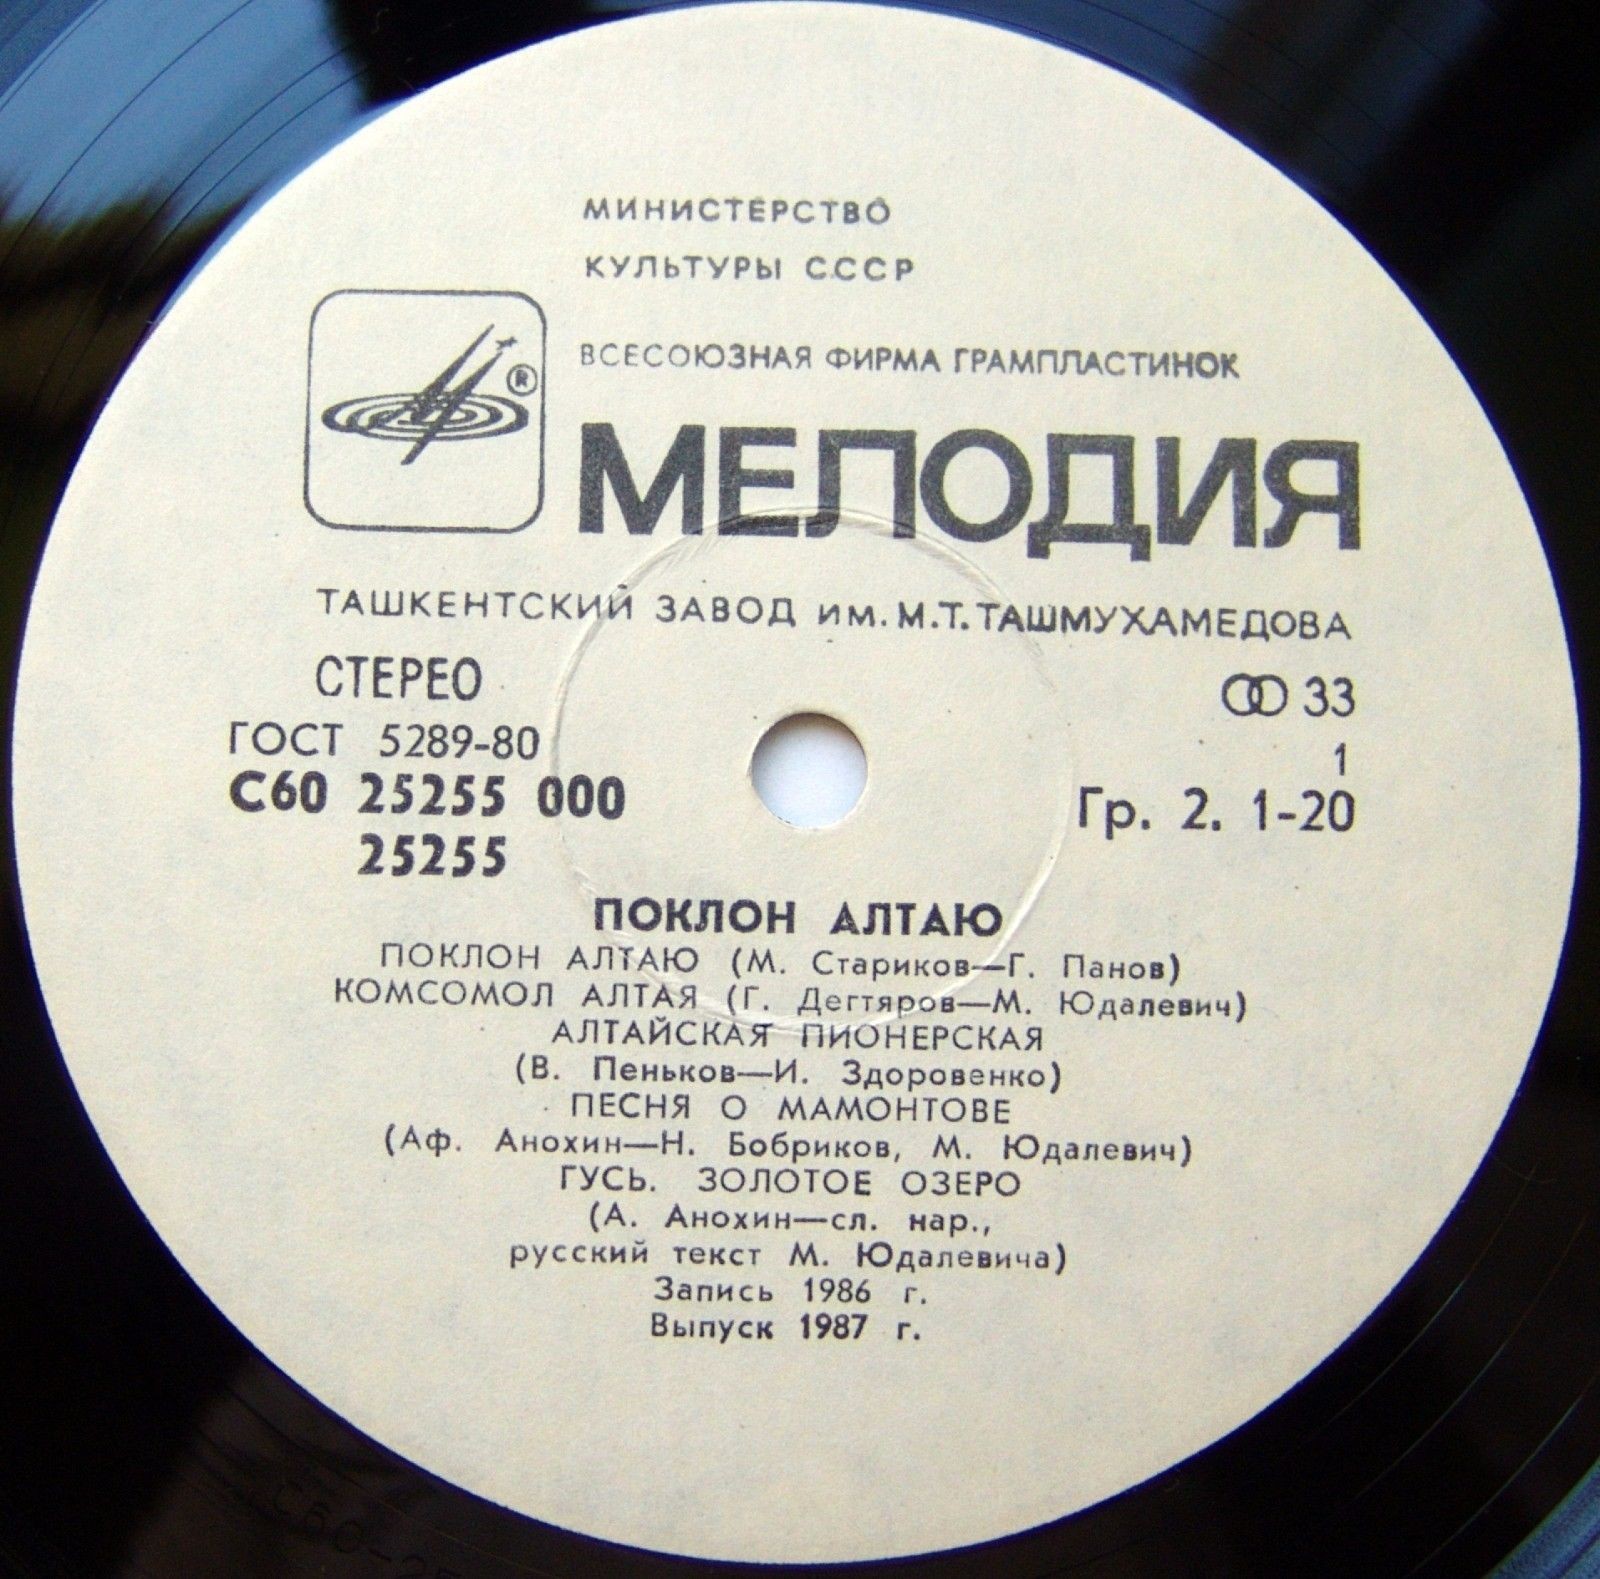 МИНИСТЕРСТВО
КУЛЬТУРЫ СССР
ВСЕСОЮЗНАЯ ФИРМА ГРАМПЛАСТИНОК
®
МЕЛОДИЯ
ТАШКЕНТСКИЙ ЗАВОД им. М.Т. ТАШМУХАМЕДОВА
СТЕРЕО
33
ГОСТ 5289-80
1
С60 25255 000
Гр. 2. 1-20
25255
ПОКЛОН АЛТАЮ
ПОКЛОН АЛТАЮ (М. Стариков—Г. Панов)
КОМСОМОЛ АЛТАЯ (Г. Дегтяров—М. Юдалевич)
АЛТАЙСКАЯ ПИОНЕРСКАЯ
(В. Пеньков—И. Здоровенко)
ПЕСНЯ О МАМОНТОВЕ
(Аф. Анохин—Н. Бобриков, М. Юдалевич)
ГУСЬ. ЗОЛОТОЕ ОЗЕРО
(А. Анохин—сл. нар.,
русский текст М. Юдалевича)
Запись 1986 г.
Выпуск 1987 г.